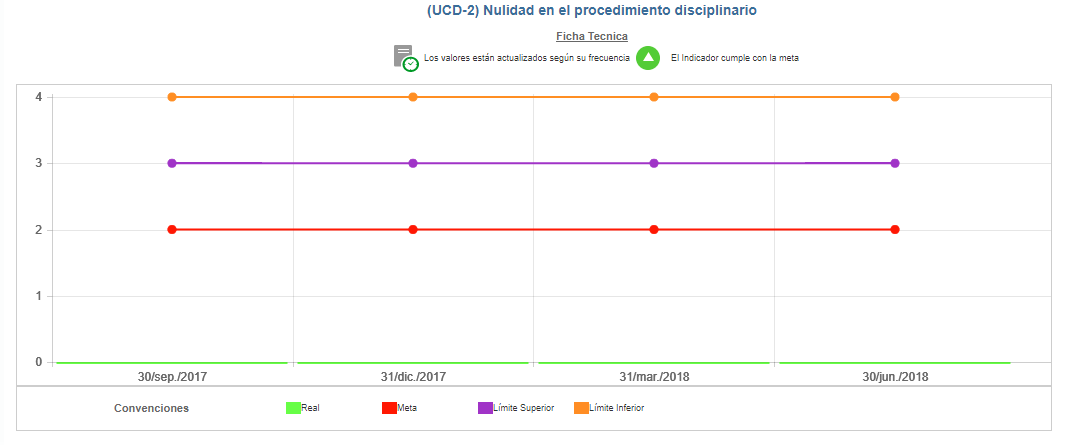 (UCD-2) Nulidad en el procedimiento disciplinario
Ficha Tecnica
Los valores están actualizados según su frecuencia El Indicador cumple con la meta
4
3
2
1
0
30/sep./2017 31/dic./2017 31/mar./2018 30/jun./2018
Convenciones Real Meta Límite Superior Límite Inferior